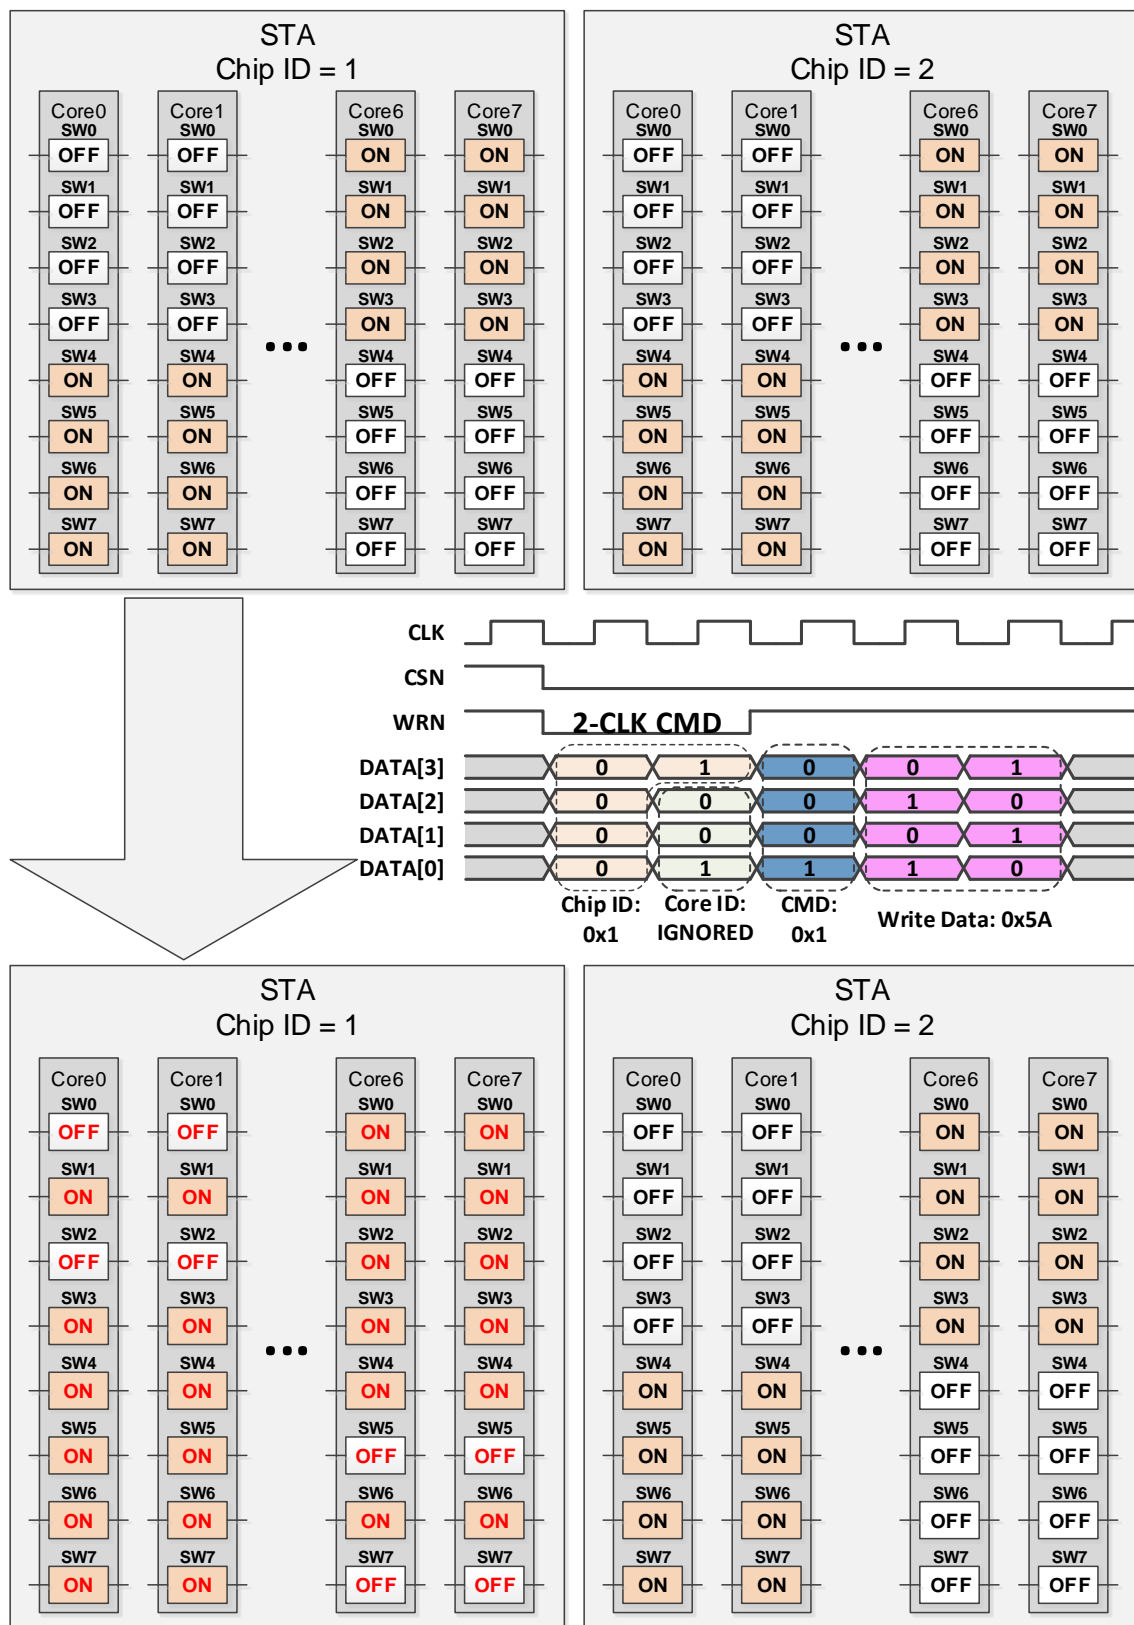 STA
Chip ID = 1
Core0 Core1 Core6 Core7
SW0 SW0 SW0 SW0
OFF OFF ON ON
SW1 SW1 SW1 SW1
OFF OFF ON ON
SW2 SW2 SW2 SW2
OFF OFF ON ON
SW3 SW3 SW3 SW3
OFF OFF ON ON
...
SW4 SW4 SW4 SW4
ON ON OFF OFF
SW5 SW5 SW5 SW5
ON ON OFF OFF
SW6 SW6 SW6 SW6
ON ON OFF OFF
SW7 SW7 SW7 SW7
ON ON OFF OFF
STA
Chip ID = 2
Core0 Core1 Core6 Core7
SW0 SW0 SW0 SW0
OFF OFF ON ON
SW1 SW1 SW1 SW1
OFF OFF ON ON
SW2 SW2 SW2 SW2
OFF OFF ON ON
SW3 SW3 SW3 SW3
OFF OFF ON ON
...
SW4 SW4 SW4 SW4
ON ON OFF OFF
SW5 SW5 SW5 SW5
ON ON OFF OFF
SW6 SW6 SW6 SW6
ON ON OFF OFF
SW7 SW7 SW7 SW7
ON ON OFF OFF
CLK
CSN
WRN 2-CLK CMD
DATA[3] 0 1 0 0 1
DATA[2] 0 0 0 1 0
DATA[1] 0 0 0 0 1
DATA[0] 0 1 1 1 0
Chip ID:
0x1
Core ID:
IGNORED
CMD:
0x1
Write Data: 0x5A
STA
Chip ID = 1
Core0 Core1 Core6 Core7
SW0 SW0 SW0 SW0
OFF OFF ON ON
SW1 SW1 SW1 SW1
ON ON ON ON
SW2 SW2 SW2 SW2
OFF OFF ON ON
SW3 SW3 SW3 SW3
ON ON ON ON
...
SW4 SW4 SW4 SW4
ON ON ON ON
SW5 SW5 SW5 SW5
ON ON OFF OFF
SW6 SW6 SW6 SW6
ON ON ON ON
SW7 SW7 SW7 SW7
ON ON OFF OFF
STA
Chip ID = 2
Core0 Core1 Core6 Core7
SW0 SW0 SW0 SW0
OFF OFF ON ON
SW1 SW1 SW1 SW1
OFF OFF ON ON
SW2 SW2 SW2 SW2
OFF OFF ON ON
SW3 SW3 SW3 SW3
OFF OFF ON ON
...
SW4 SW4 SW4 SW4
ON ON OFF OFF
SW5 SW5 SW5 SW5
ON ON OFF OFF
SW6 SW6 SW6 SW6
ON ON OFF OFF
SW7 SW7 SW7 SW7
ON ON OFF OFF